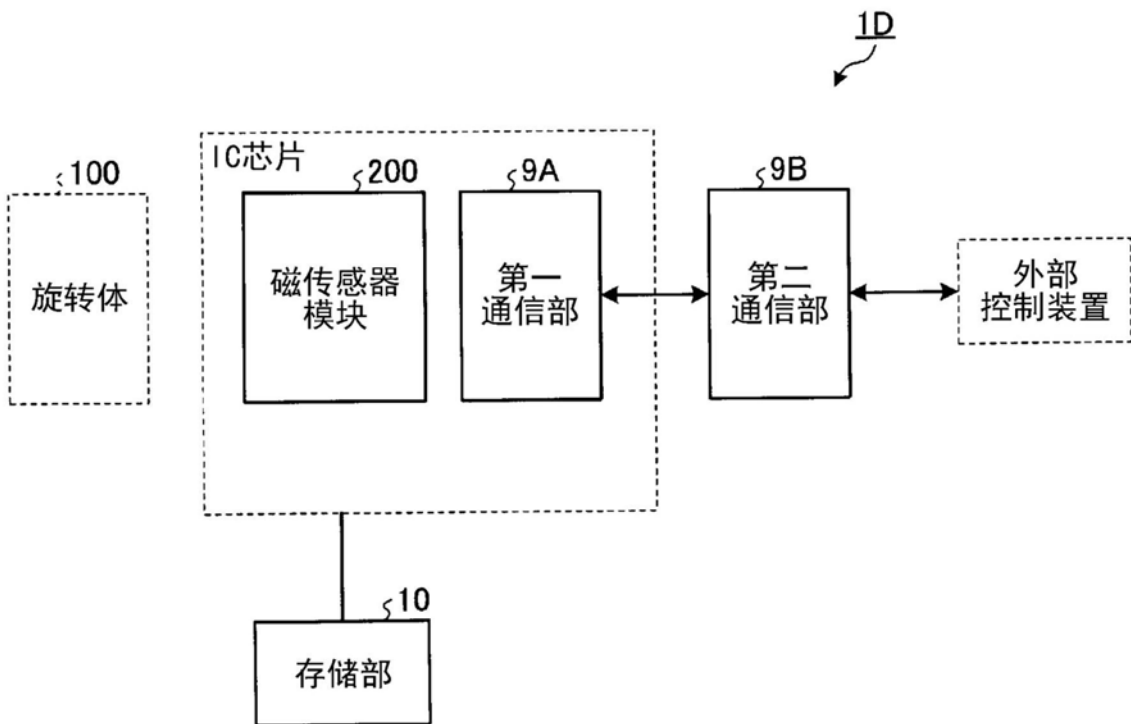 1D
IC芯片
100
200
9A
9B
旋转体
磁传感器
模块
第一
通信部
第二
通信部
外部
控制装置
10
存储部